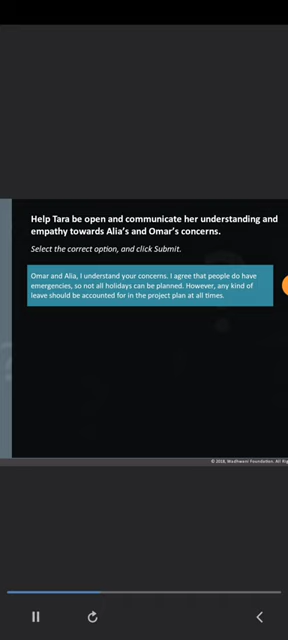 Help Tara be open and communicate her understanding and
empathy towards Alia's and Omar's concerns.
Select the correct option, and click Submit.
Omar and Alia, I understand your concerns. I agree that people do have
emergencies, so not all holidays can be planned. However, any kind of
leave should be accounted for in the project plan at all times.
© 2018, Wadhwani Foundation. All Rig